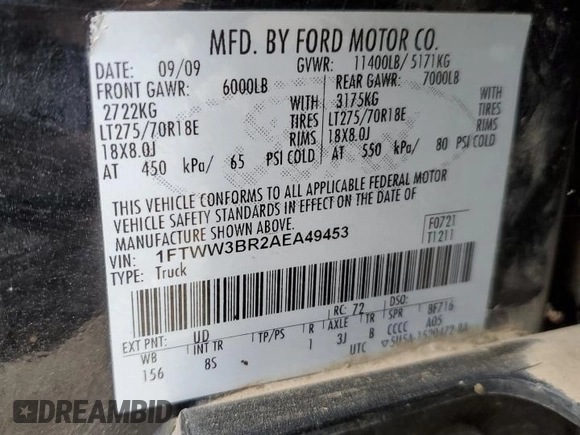 MFD. BY FORD MOTOR CO.
DATE: 09/09 GVWR: 11400LB/ 5171KG
FRONT GAWR: 6000LB REAR GAWR: 7000LB
2722KG WITH 3175KG WITH
LT275/70R18E TIRES LT275/70R18E TIRES
18X8.0J RIMS 18X8.0J RIMS
AT 450 kPa/ 65 PSI COLD AT 550 kPa/ 80 PSI COLD
THIS VEHICLE CONFORMS TO ALL APPLICABLE FEDERAL MOTOR
VEHICLE SAFETY STANDARDS IN EFFECT ON THE DATE OF
MANUFACTURE SHOWN ABOVE.
VIN: 1FTWW3BR2AEA49453 F0721
TYPE: Truck T1211
RC: 72 DSO:
EXT PNT: UD
WB INT TR TP/PS R AXLE TR SPR 8F716
156 8S 1 3J B CCCC A05
UTC
DREAMBID